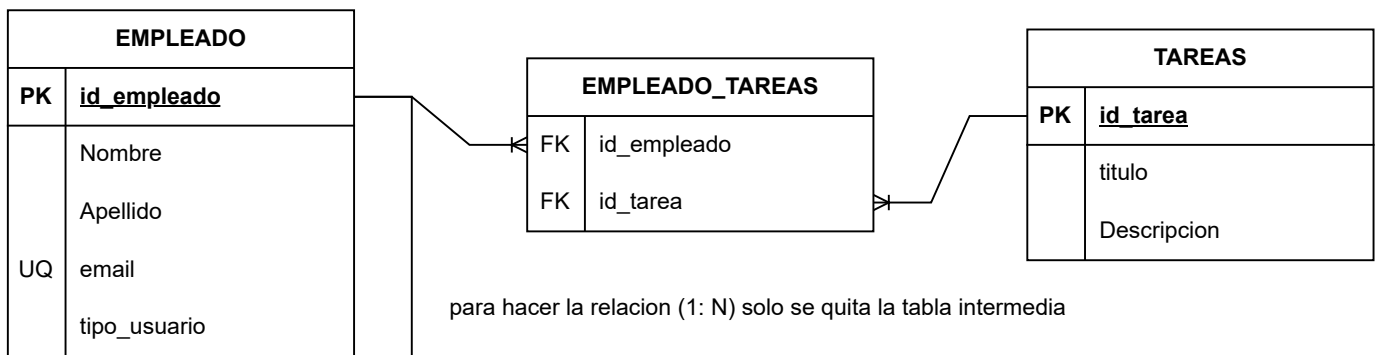 EMPLEADO
PK id_empleado
Nombre
Apellido
UQ email
tipo_usuario
EMPLEADO_TAREAS
FK id_empleado
FK id_tarea
TAREAS
PK id_tarea
titulo
Descripcion
para hacer la relacion (1: N) solo se quita la tabla intermedia